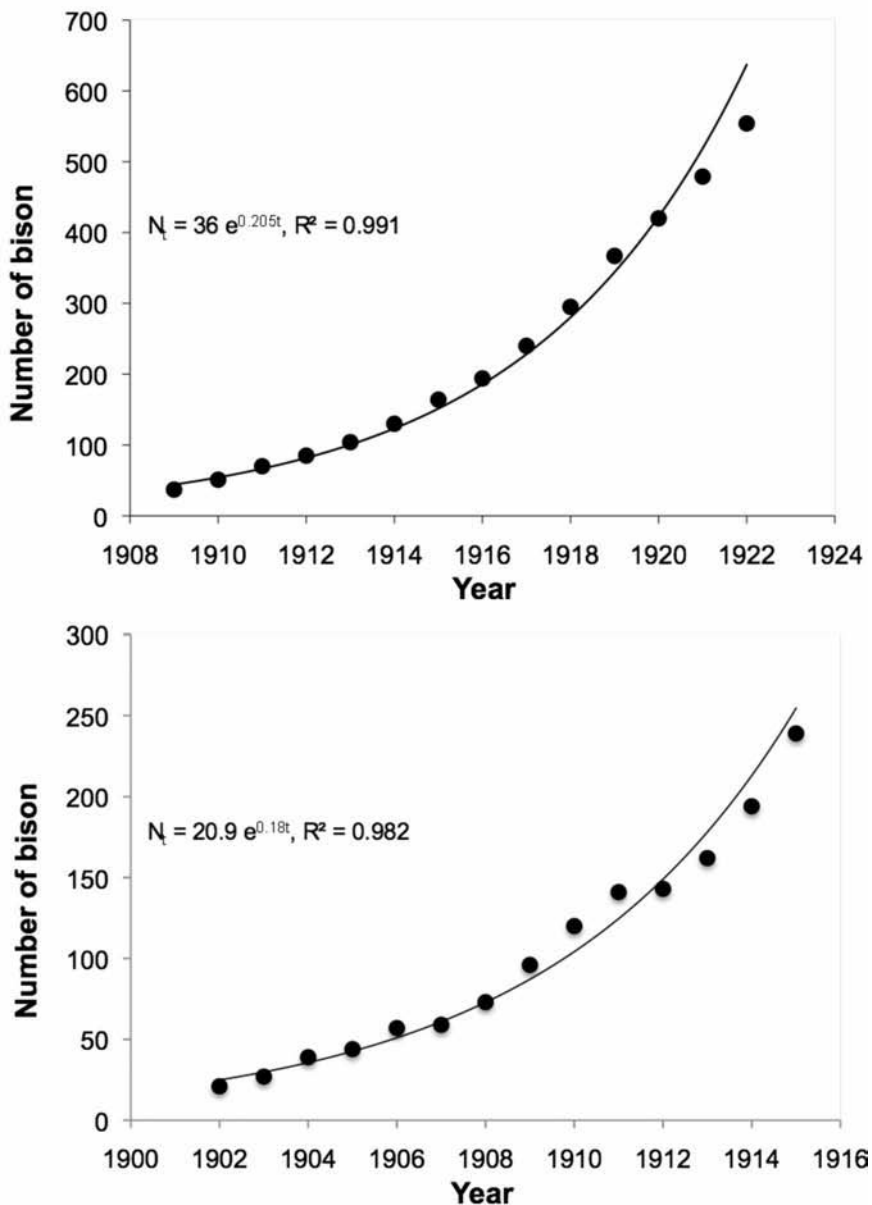 700
600
500
400
300
200
100
0
Number of bison
Nt = 36 e^0.205t, R² = 0.991
1908 1910 1912 1914 1916 1918 1920 1922 1924
Year
300
250
200
150
100
50
0
Number of bison
Nt = 20.9 e^0.18t, R² = 0.982
1900 1902 1904 1906 1908 1910 1912 1914 1916
Year